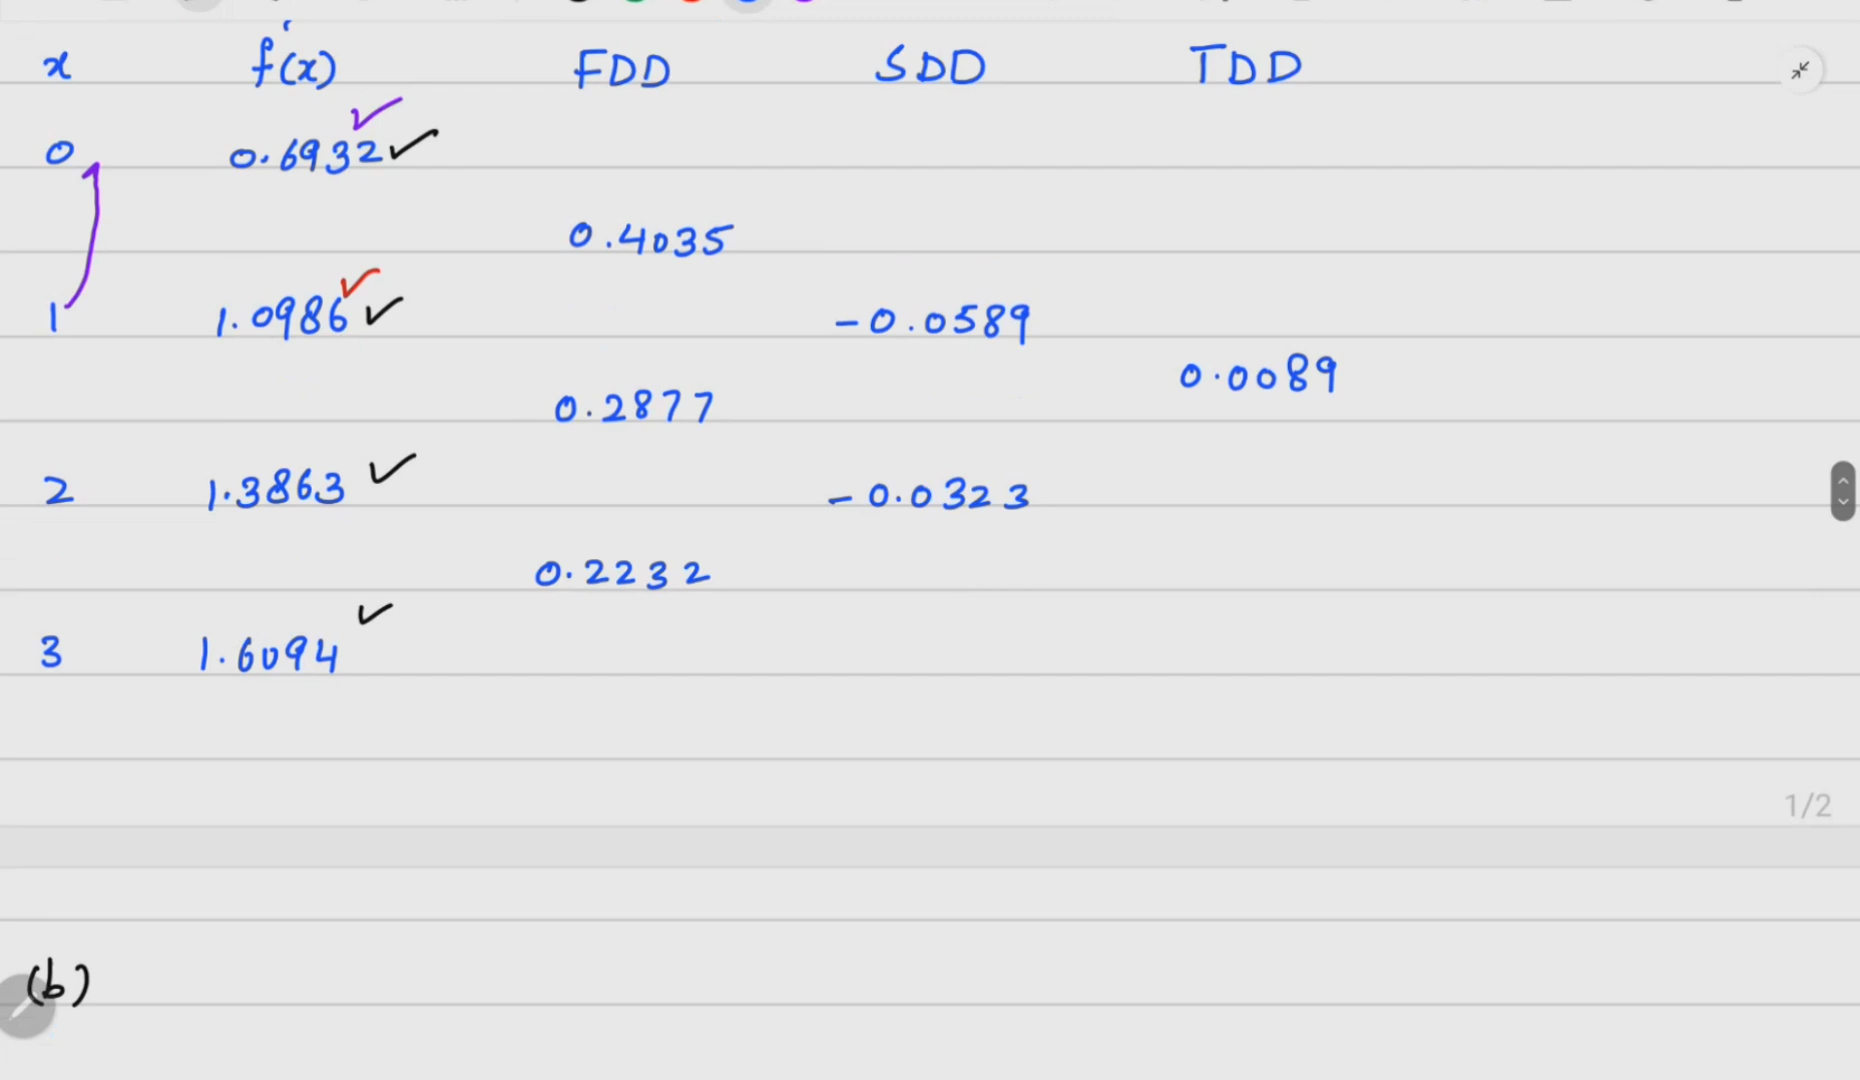 x f(x) FDD SDD TDD
0 0.6932
0.4035
1 1.0986 -0.0589
0.0089
0.2877
2 1.3863 -0.0323
0.2232
3 1.6094
1/2
(b)